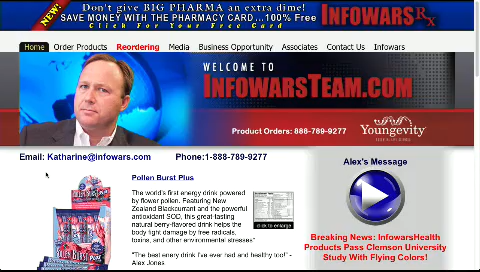 NEW!
Don't give BIG PHARMA an extra dime!
SAVE MONEY WITH THE PHARMACY CARD...100% Free
Click For Your Free Card
INFOWARS Rx
Home Order Products Reordering Media Business Opportunity Associates Contact Us Infowars
WELCOME TO
INFOWARSTEAM.COM
Product Orders: 888-789-9277
Youngevity
Email: Katharine@infowars.com Phone:1-888-789-9277
Alex's Message
Pollen Burst Plus
The world's first energy drink powered
by flower pollen. Featuring New
Zealand Blackcurrant and the powerful
antioxidant SOD, this great-tasting
natural berry-flavored drink helps the
body fight damage by free radicals,
toxins, and other environmental stresses"
click to enlarge
"The best enery drink I've ever had and healthy too!" -
Alex Jones
Breaking News: InfowarsHealth
Products Pass Clemson University
Study With Flying Colors!